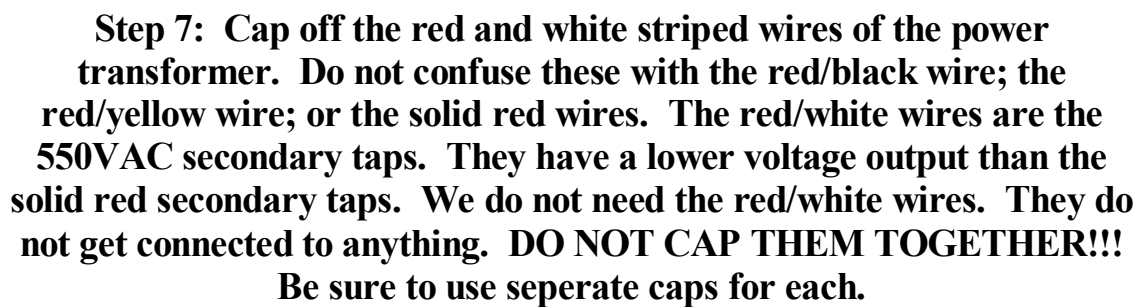 Step 7:  Cap off the red and white striped wires of the power
transformer.  Do not confuse these with the red/black wire; the
red/yellow wire; or the solid red wires.  The red/white wires are the
550VAC secondary taps.  They have a lower voltage output than the
solid red secondary taps.  We do not need the red/white wires.  They do
not get connected to anything.  DO NOT CAP THEM TOGETHER!!!
Be sure to use seperate caps for each.